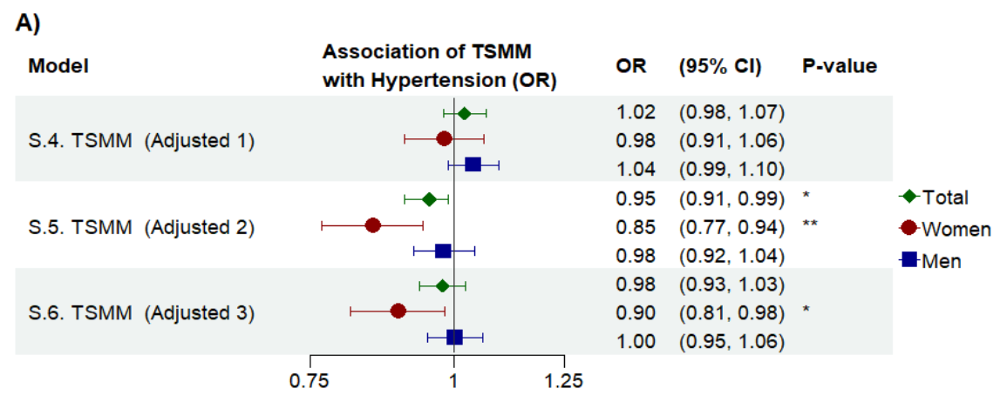 A)
Model
Association of TSMM
with Hypertension (OR)
OR (95% CI) P-value
1.02 (0.98, 1.07)
S.4. TSMM (Adjusted 1) 0.98 (0.91, 1.06)
1.04 (0.99, 1.10)
0.95 (0.91, 0.99) *
S.5. TSMM (Adjusted 2) 0.85 (0.77, 0.94) **
0.98 (0.92, 1.04)
0.98 (0.93, 1.03)
S.6. TSMM (Adjusted 3) 0.90 (0.81, 0.98) *
1.00 (0.95, 1.06)
Total
Women
Men
0.75 1 1.25